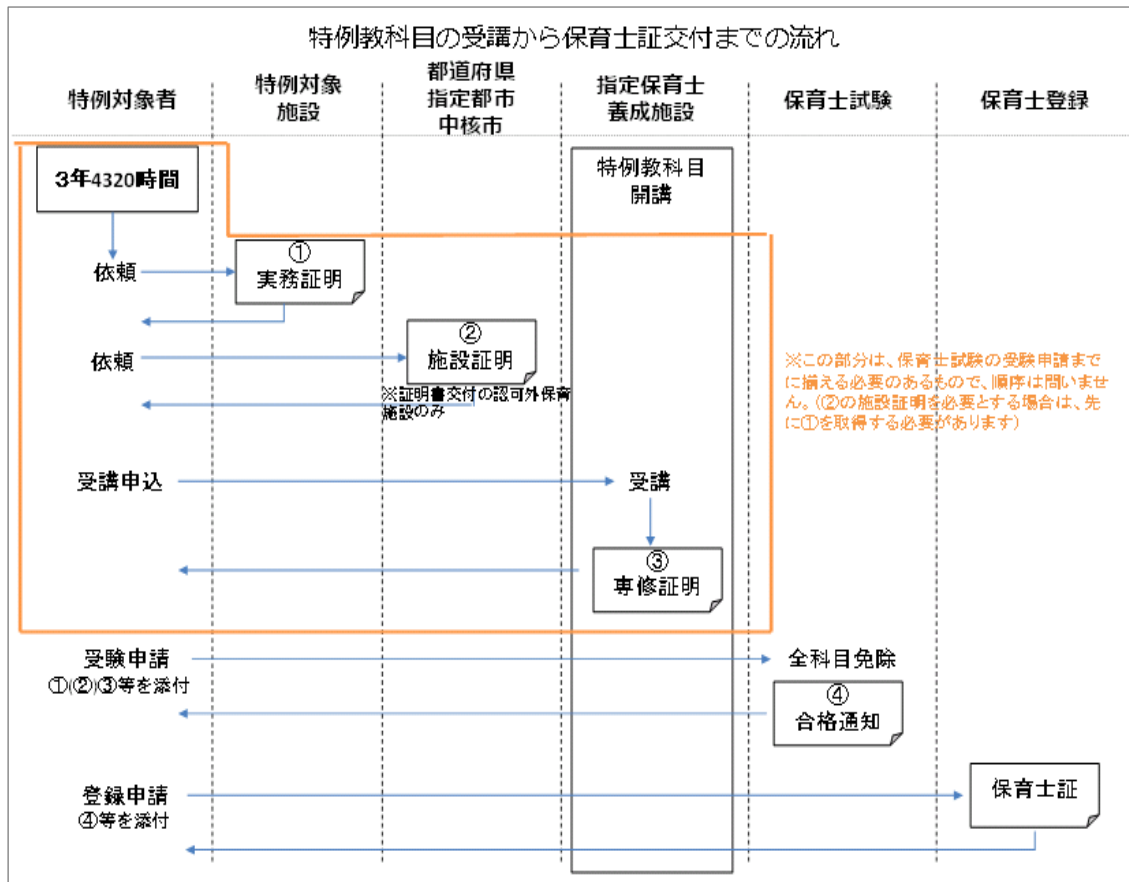 特例教科目の受講から保育士証交付までの流れ
特例対象者
特例対象
施設
都道府県
指定都市
中核市
指定保育士
養成施設
保育士試験
保育士登録
3年4320時間
特例教科目
開講
依頼
①
実務証明
依頼
②
施設証明
※証明書交付の認可外保育
施設のみ
※この部分は、保育士試験の受験申請まで
に揃える必要のあるもので、順序は問いませ
ん。(②の施設証明を必要とする場合は、先
に①を取得する必要があります)
受講申込
受講
③
専修証明
受験申請
①(②)③等を添付
全科目免除
④
合格通知
登録申請
④等を添付
保育士証